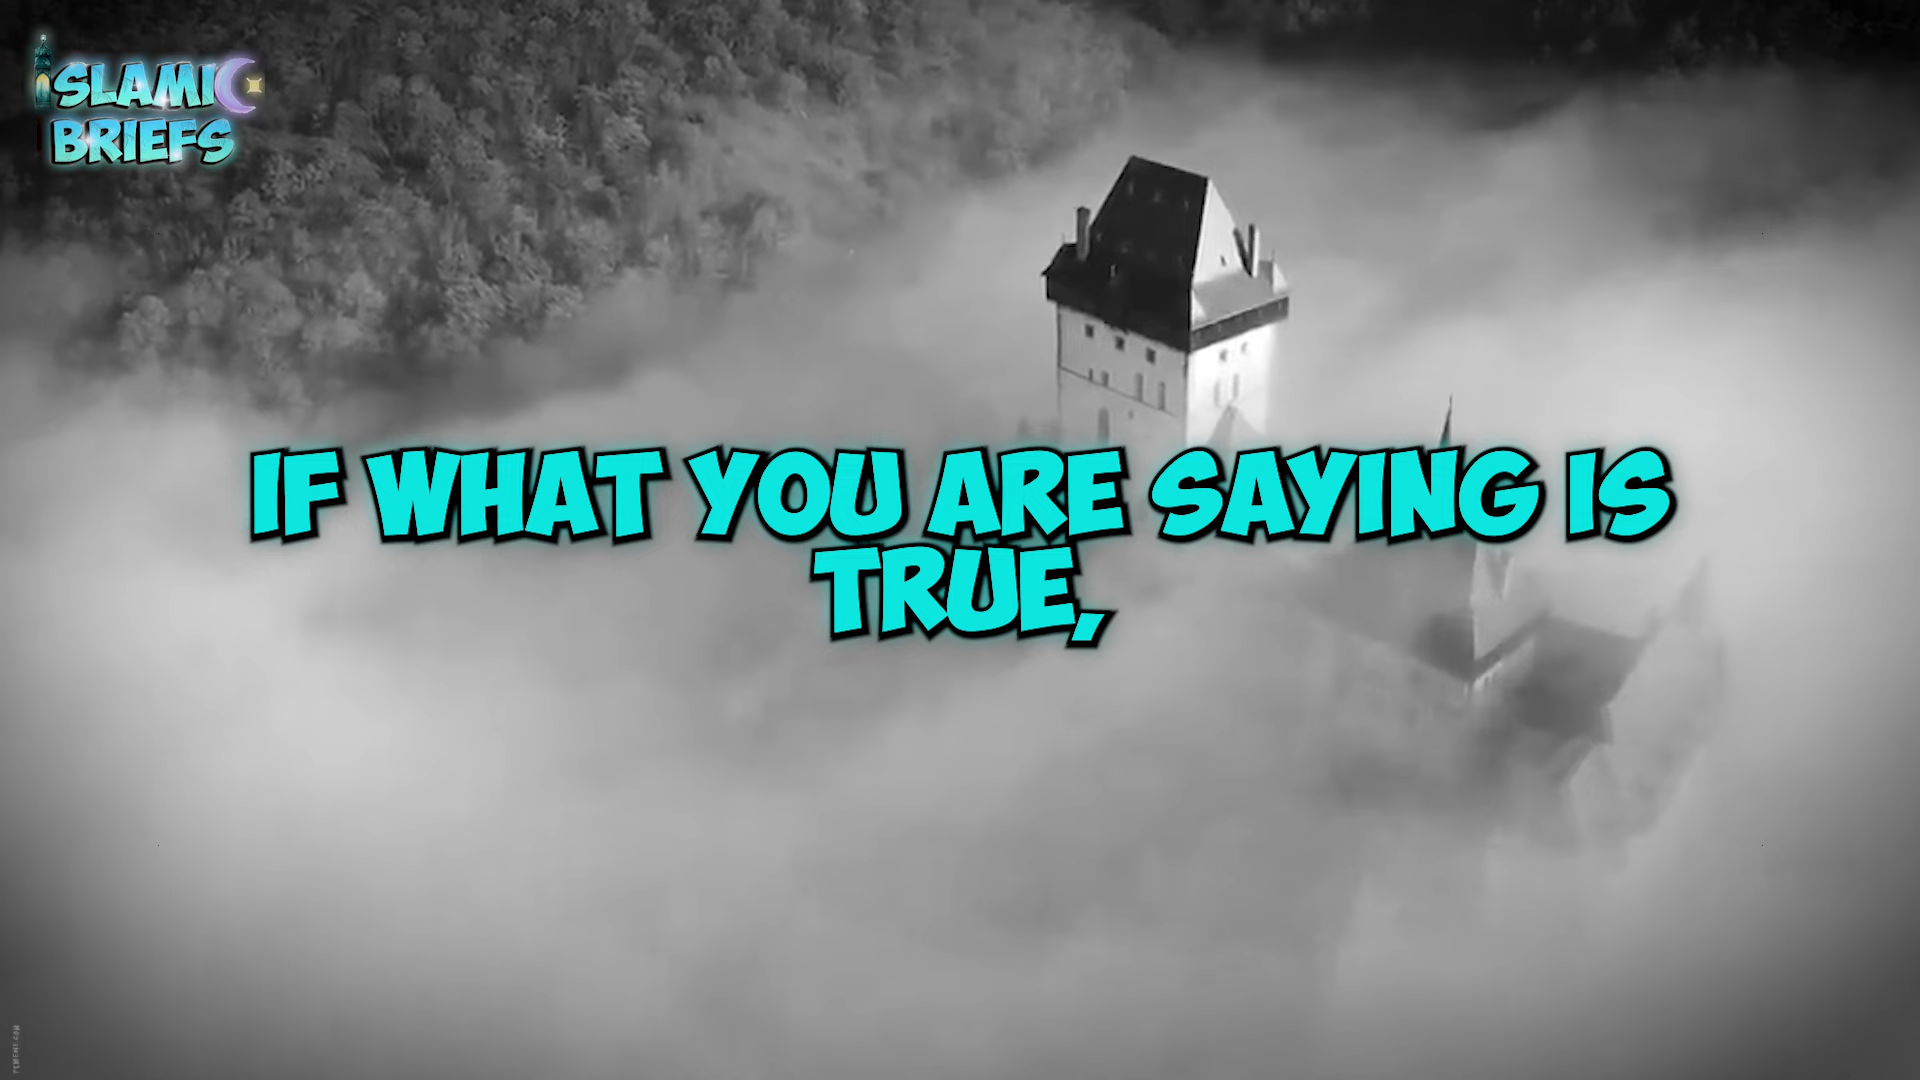 ISLAMIC
BRIEFS
IF WHAT YOU ARE SAYING IS
TRUE,